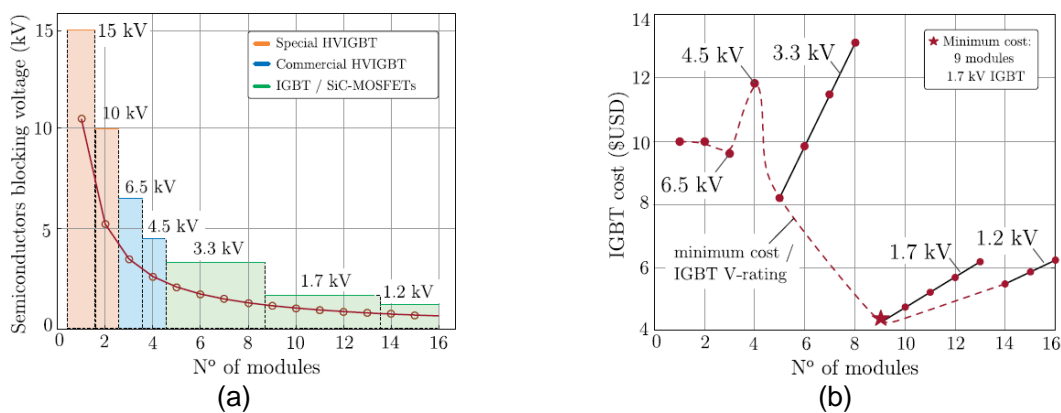 Semiconductors blocking voltage (kV)
15
10
5
0
15 kV
10 kV
6.5 kV
4.5 kV
3.3 kV
1.7 kV
1.2 kV
Special HVIGBT
Commercial HVIGBT
IGBT / SiC-MOSFETs
0 2 4 6 8 10 12 14 16
Nº of modules
(a)
IGBT cost ($USD)
14
12
10
8
6
4
4.5 kV
3.3 kV
6.5 kV
minimum cost /
IGBT V-rating
1.7 kV
1.2 kV
Minimum cost:
9 modules
1.7 kV IGBT
0 2 4 6 8 10 12 14 16
Nº of modules
(b)